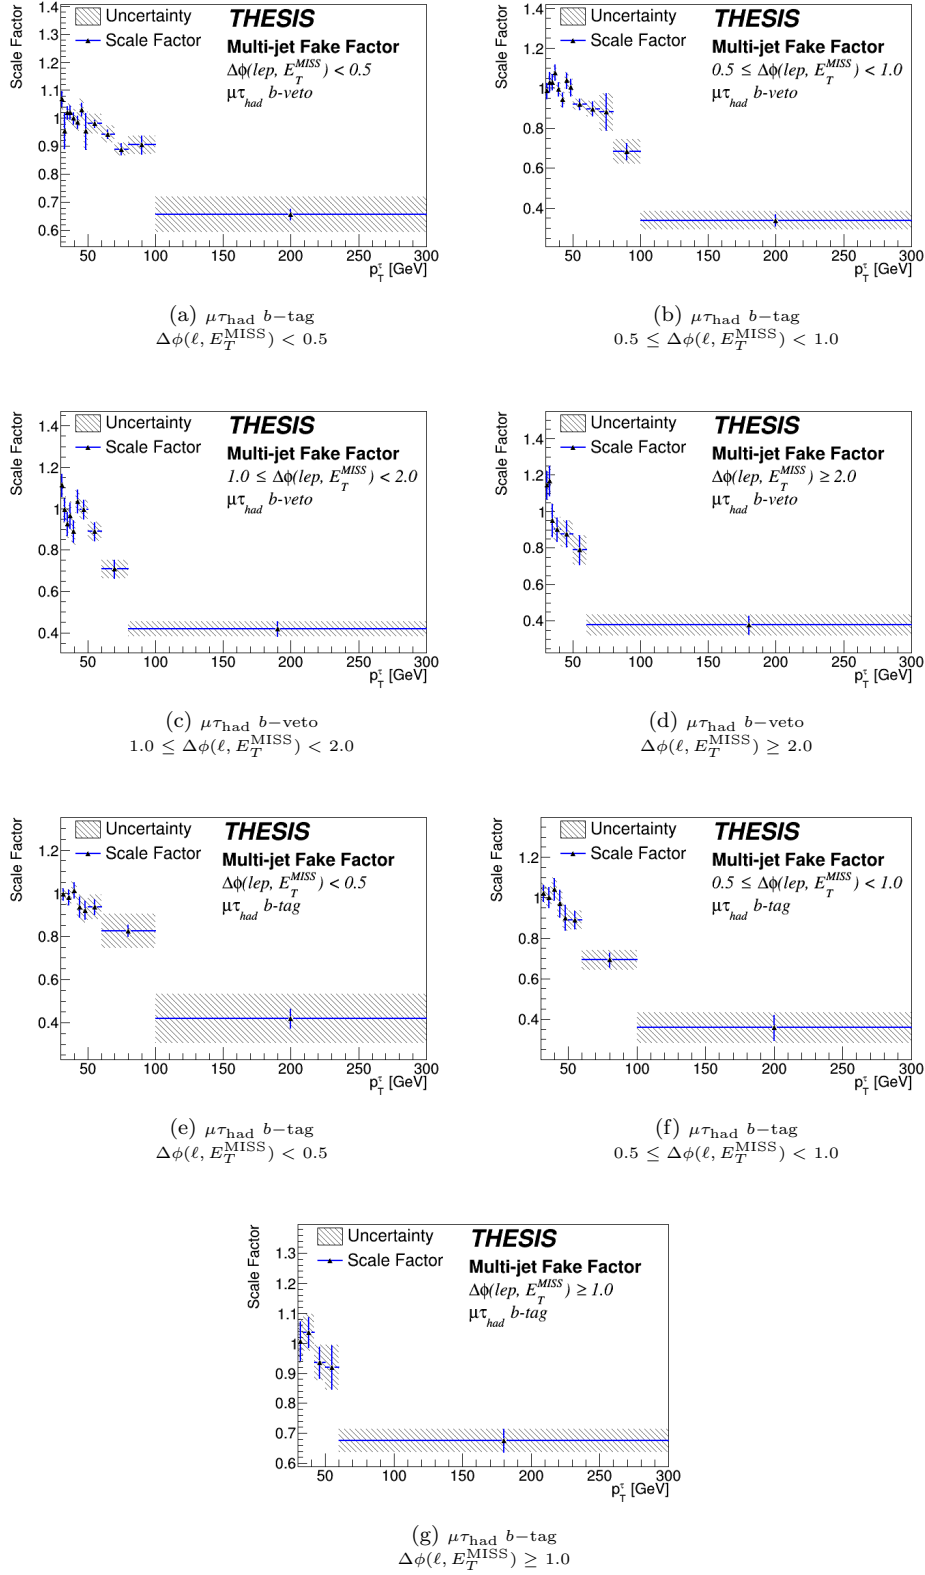 Scale Factor
1.4
1.3
1.2
1.1
1
0.9
0.8
0.7
0.6
Uncertainty
Scale Factor
THESIS
Multi-jet Fake Factor
Δϕ(lep, E_T^MISS) < 0.5
μτ_had b-veto
50 100 150 200 250 300
p_T^τ [GeV]
(a) μτ_had b−tag
Δϕ(ℓ, E_T^MISS) < 0.5
Scale Factor
1.4
1.2
1
0.8
0.6
0.4
Uncertainty
Scale Factor
THESIS
Multi-jet Fake Factor
0.5 ≤ Δϕ(lep, E_T^MISS) < 1.0
μτ_had b-veto
50 100 150 200 250 300
p_T^τ [GeV]
(b) μτ_had b−tag
0.5 ≤ Δϕ(ℓ, E_T^MISS) < 1.0
Scale Factor
1.4
1.2
1
0.8
0.6
0.4
Uncertainty
Scale Factor
THESIS
Multi-jet Fake Factor
1.0 ≤ Δϕ(lep, E_T^MISS) < 2.0
μτ_had b-veto
50 100 150 200 250 300
p_T^τ [GeV]
(c) μτ_had b−veto
1.0 ≤ Δϕ(ℓ, E_T^MISS) < 2.0
Scale Factor
1.4
1.2
1
0.8
0.6
0.4
Uncertainty
Scale Factor
THESIS
Multi-jet Fake Factor
Δϕ(lep, E_T^MISS) ≥ 2.0
μτ_had b-veto
50 100 150 200 250 300
p_T^τ [GeV]
(d) μτ_had b−veto
Δϕ(ℓ, E_T^MISS) ≥ 2.0
Scale Factor
1.2
1
0.8
0.6
0.4
Uncertainty
Scale Factor
THESIS
Multi-jet Fake Factor
Δϕ(lep, E_T^MISS) < 0.5
μτ_had b-tag
50 100 150 200 250 300
p_T^τ [GeV]
(e) μτ_had b−tag
Δϕ(ℓ, E_T^MISS) < 0.5
Scale Factor
1.2
1
0.8
0.6
0.4
Uncertainty
Scale Factor
THESIS
Multi-jet Fake Factor
0.5 ≤ Δϕ(lep, E_T^MISS) < 1.0
μτ_had b-tag
50 100 150 200 250 300
p_T^τ [GeV]
(f) μτ_had b−tag
0.5 ≤ Δϕ(ℓ, E_T^MISS) < 1.0
Scale Factor
1.3
1.2
1.1
1
0.9
0.8
0.7
0.6
Uncertainty
Scale Factor
THESIS
Multi-jet Fake Factor
Δϕ(lep, E_T^MISS) ≥ 1.0
μτ_had b-tag
50 100 150 200 250 300
p_T^τ [GeV]
(g) μτ_had b−tag
Δϕ(ℓ, E_T^MISS) ≥ 1.0